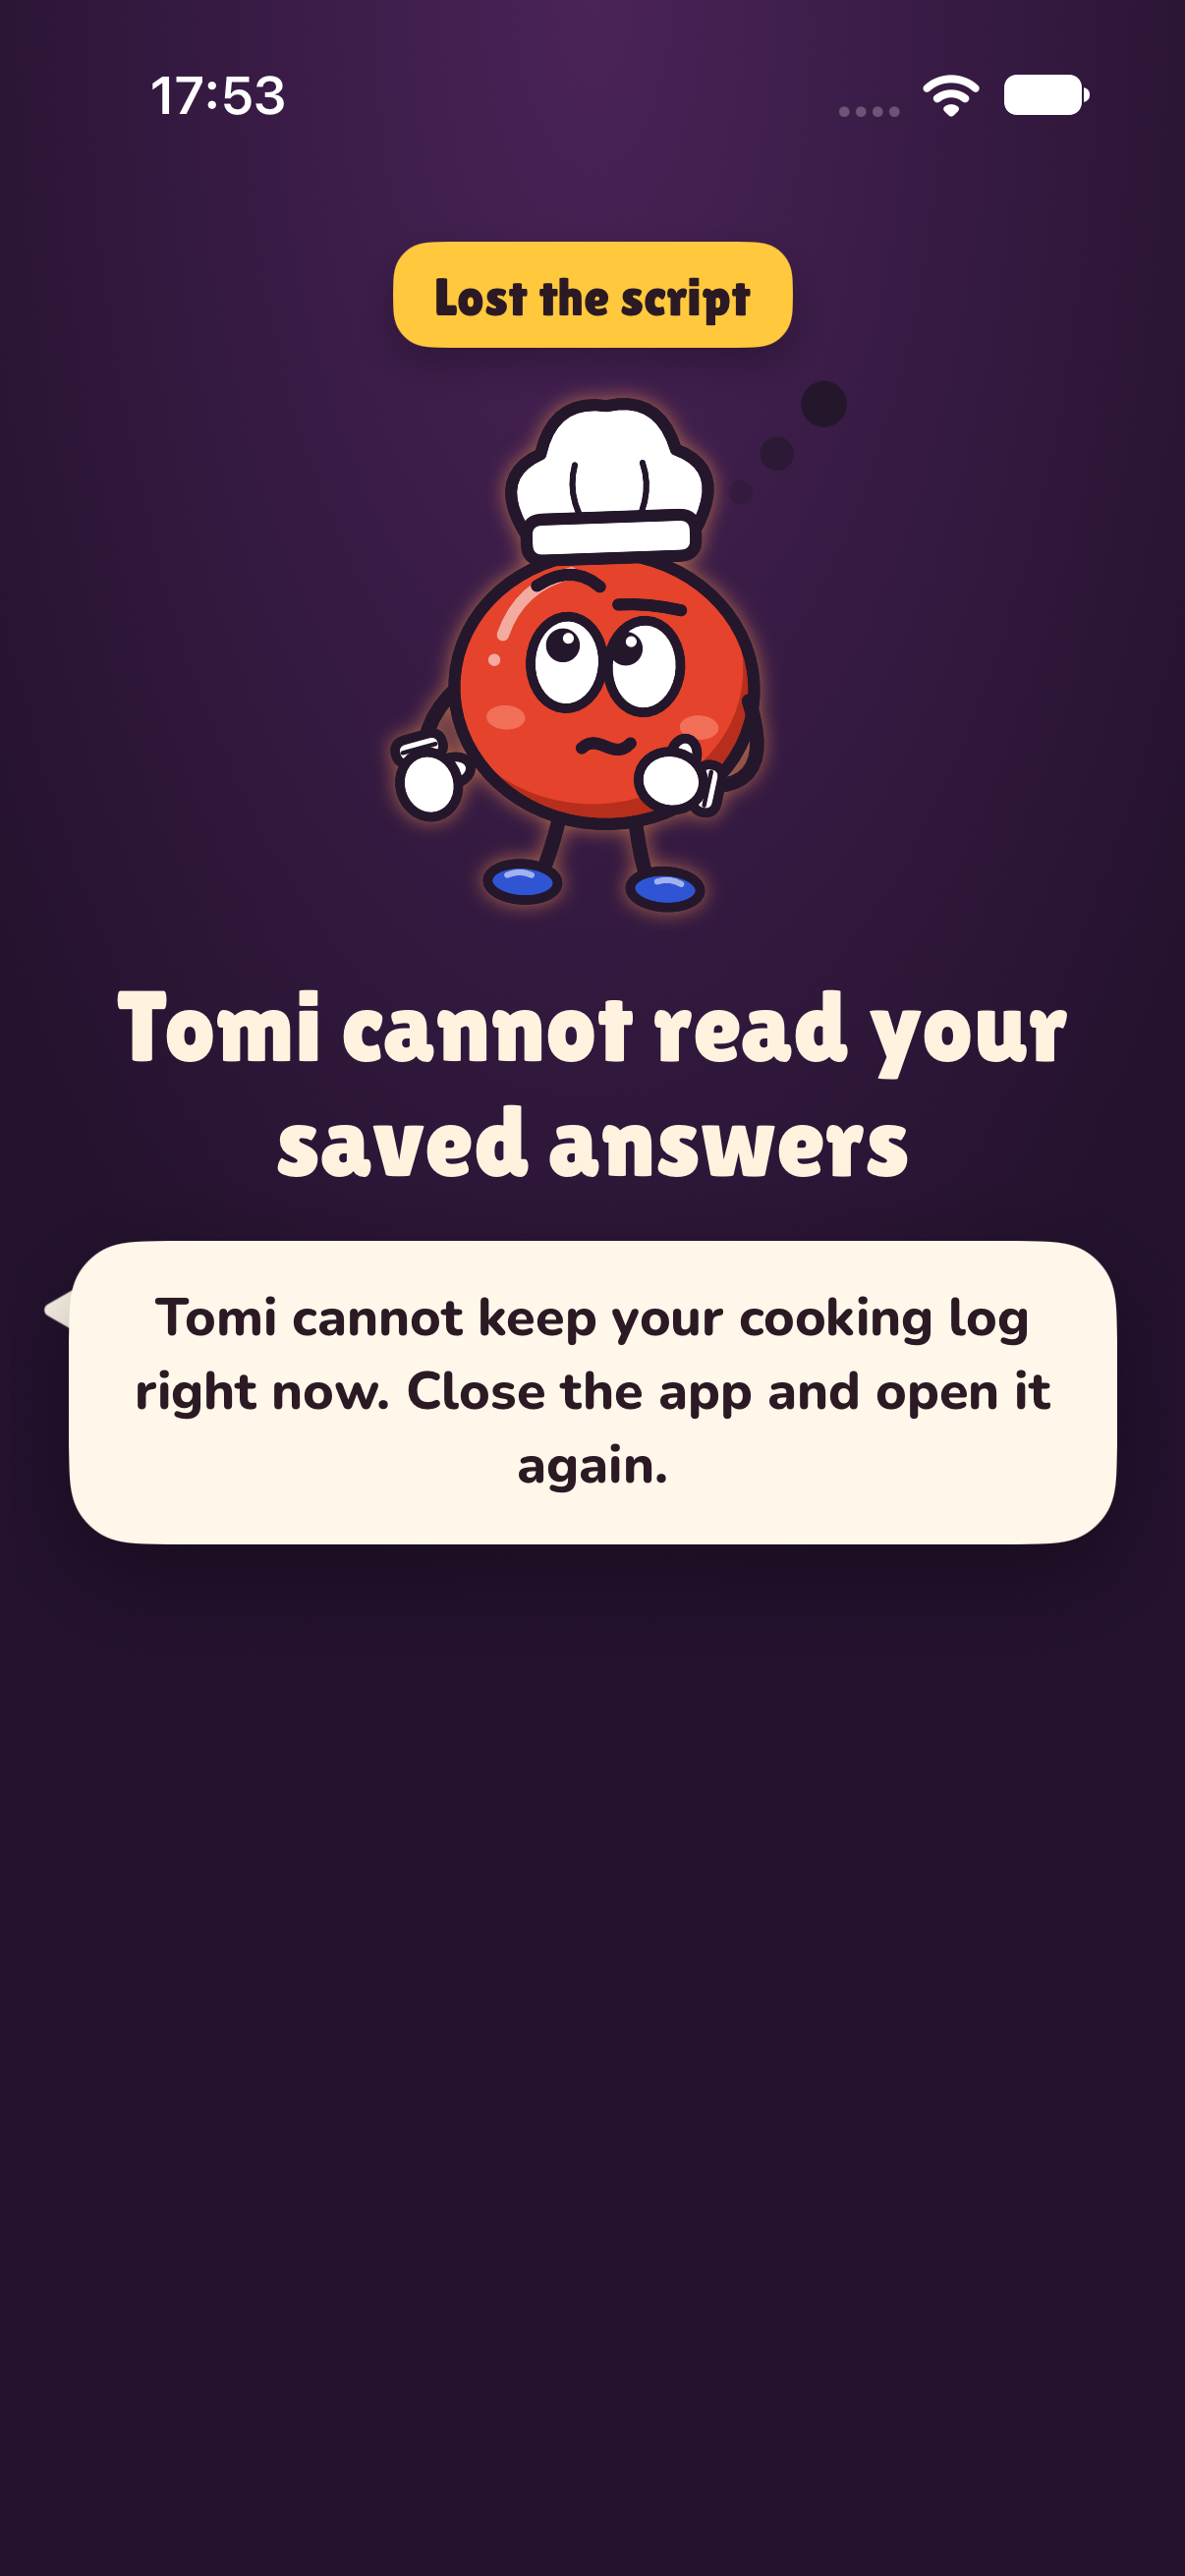 17:53
Lost the script
Tomi cannot read your
saved answers
Tomi cannot keep your cooking log
right now. Close the app and open it
again.